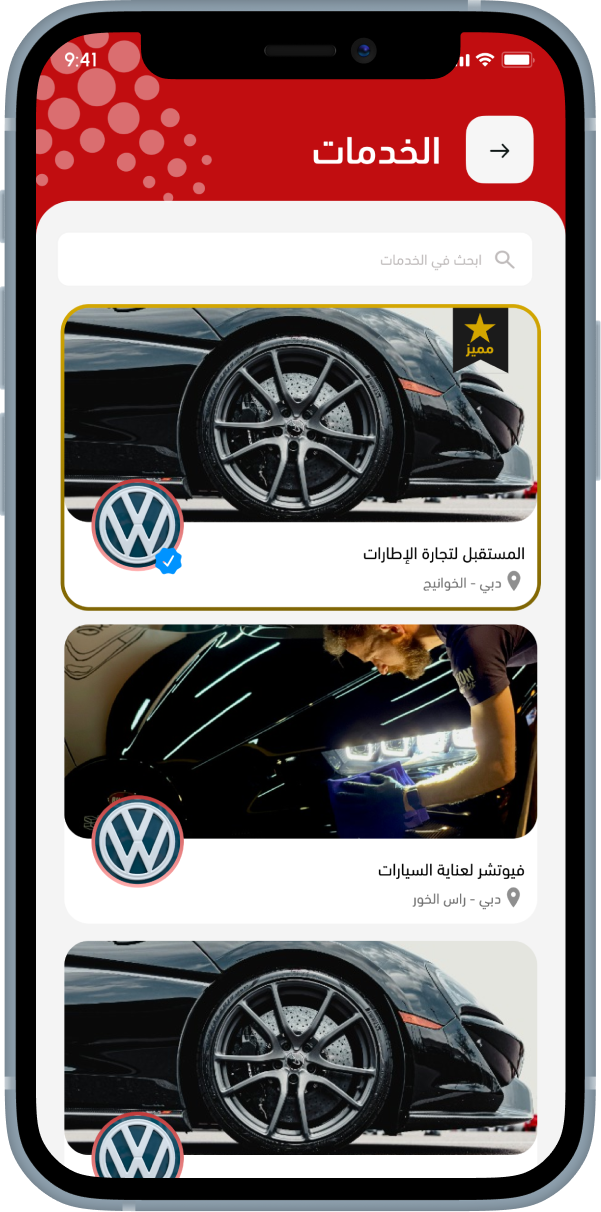 9:41
الخدمات
ابحث في الخدمات
مميز
المستقبل لتجارة الإطارات
دبي - الخوانيج
فيوتشر لعناية السيارات
دبي - راس الخور